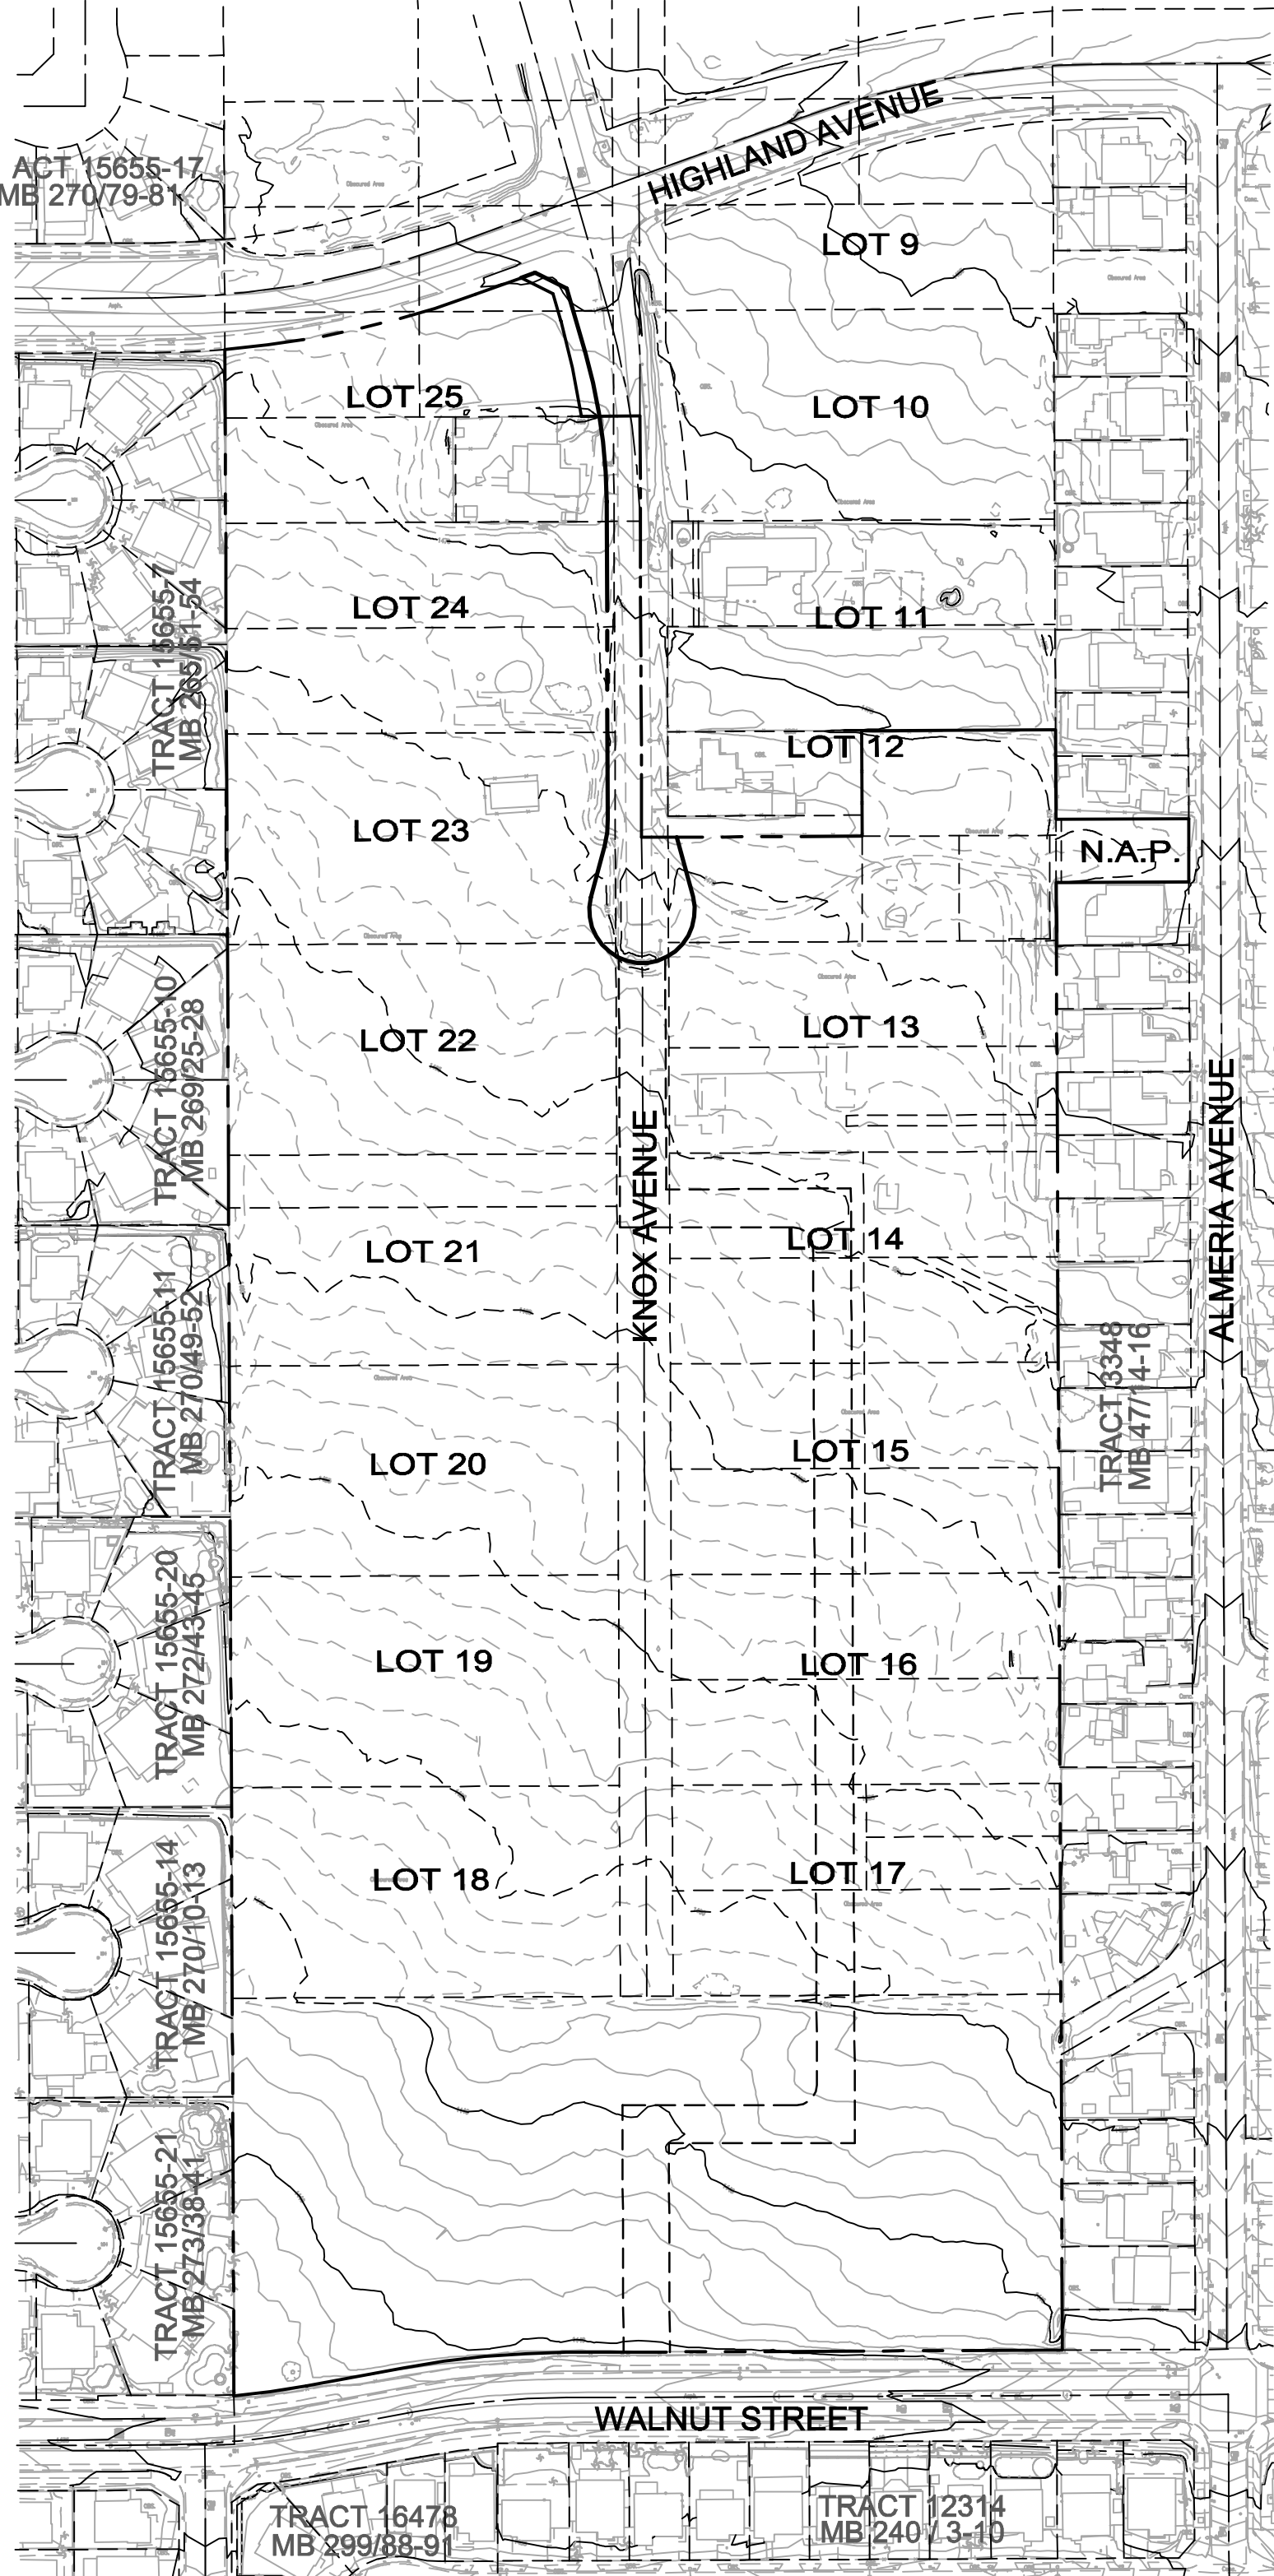 HIGHLAND AVENUE
ACT 15655-17
MB 270/79-81
LOT 9
LOT 25
LOT 10
TRACT 15655-7
MB 265/51-54
LOT 24
LOT 11
LOT 12
LOT 23
N.A.P.
TRACT 15655-10
MB 269/25-28
LOT 22
LOT 13
KNOX AVENUE
ALMERIA AVENUE
LOT 21
LOT 14
TRACT 15655-11
MB 270/49-52
TRACT 3348
MB 47/14-16
LOT 20
LOT 15
TRACT 15655-20
MB 272/43-45
LOT 19
LOT 16
TRACT 15655-14
MB 270/10-13
LOT 18
LOT 17
TRACT 15655-21
MB 273/38-41
WALNUT STREET
TRACT 16478
MB 299/88-91
TRACT 12314
MB 240 / 3-10